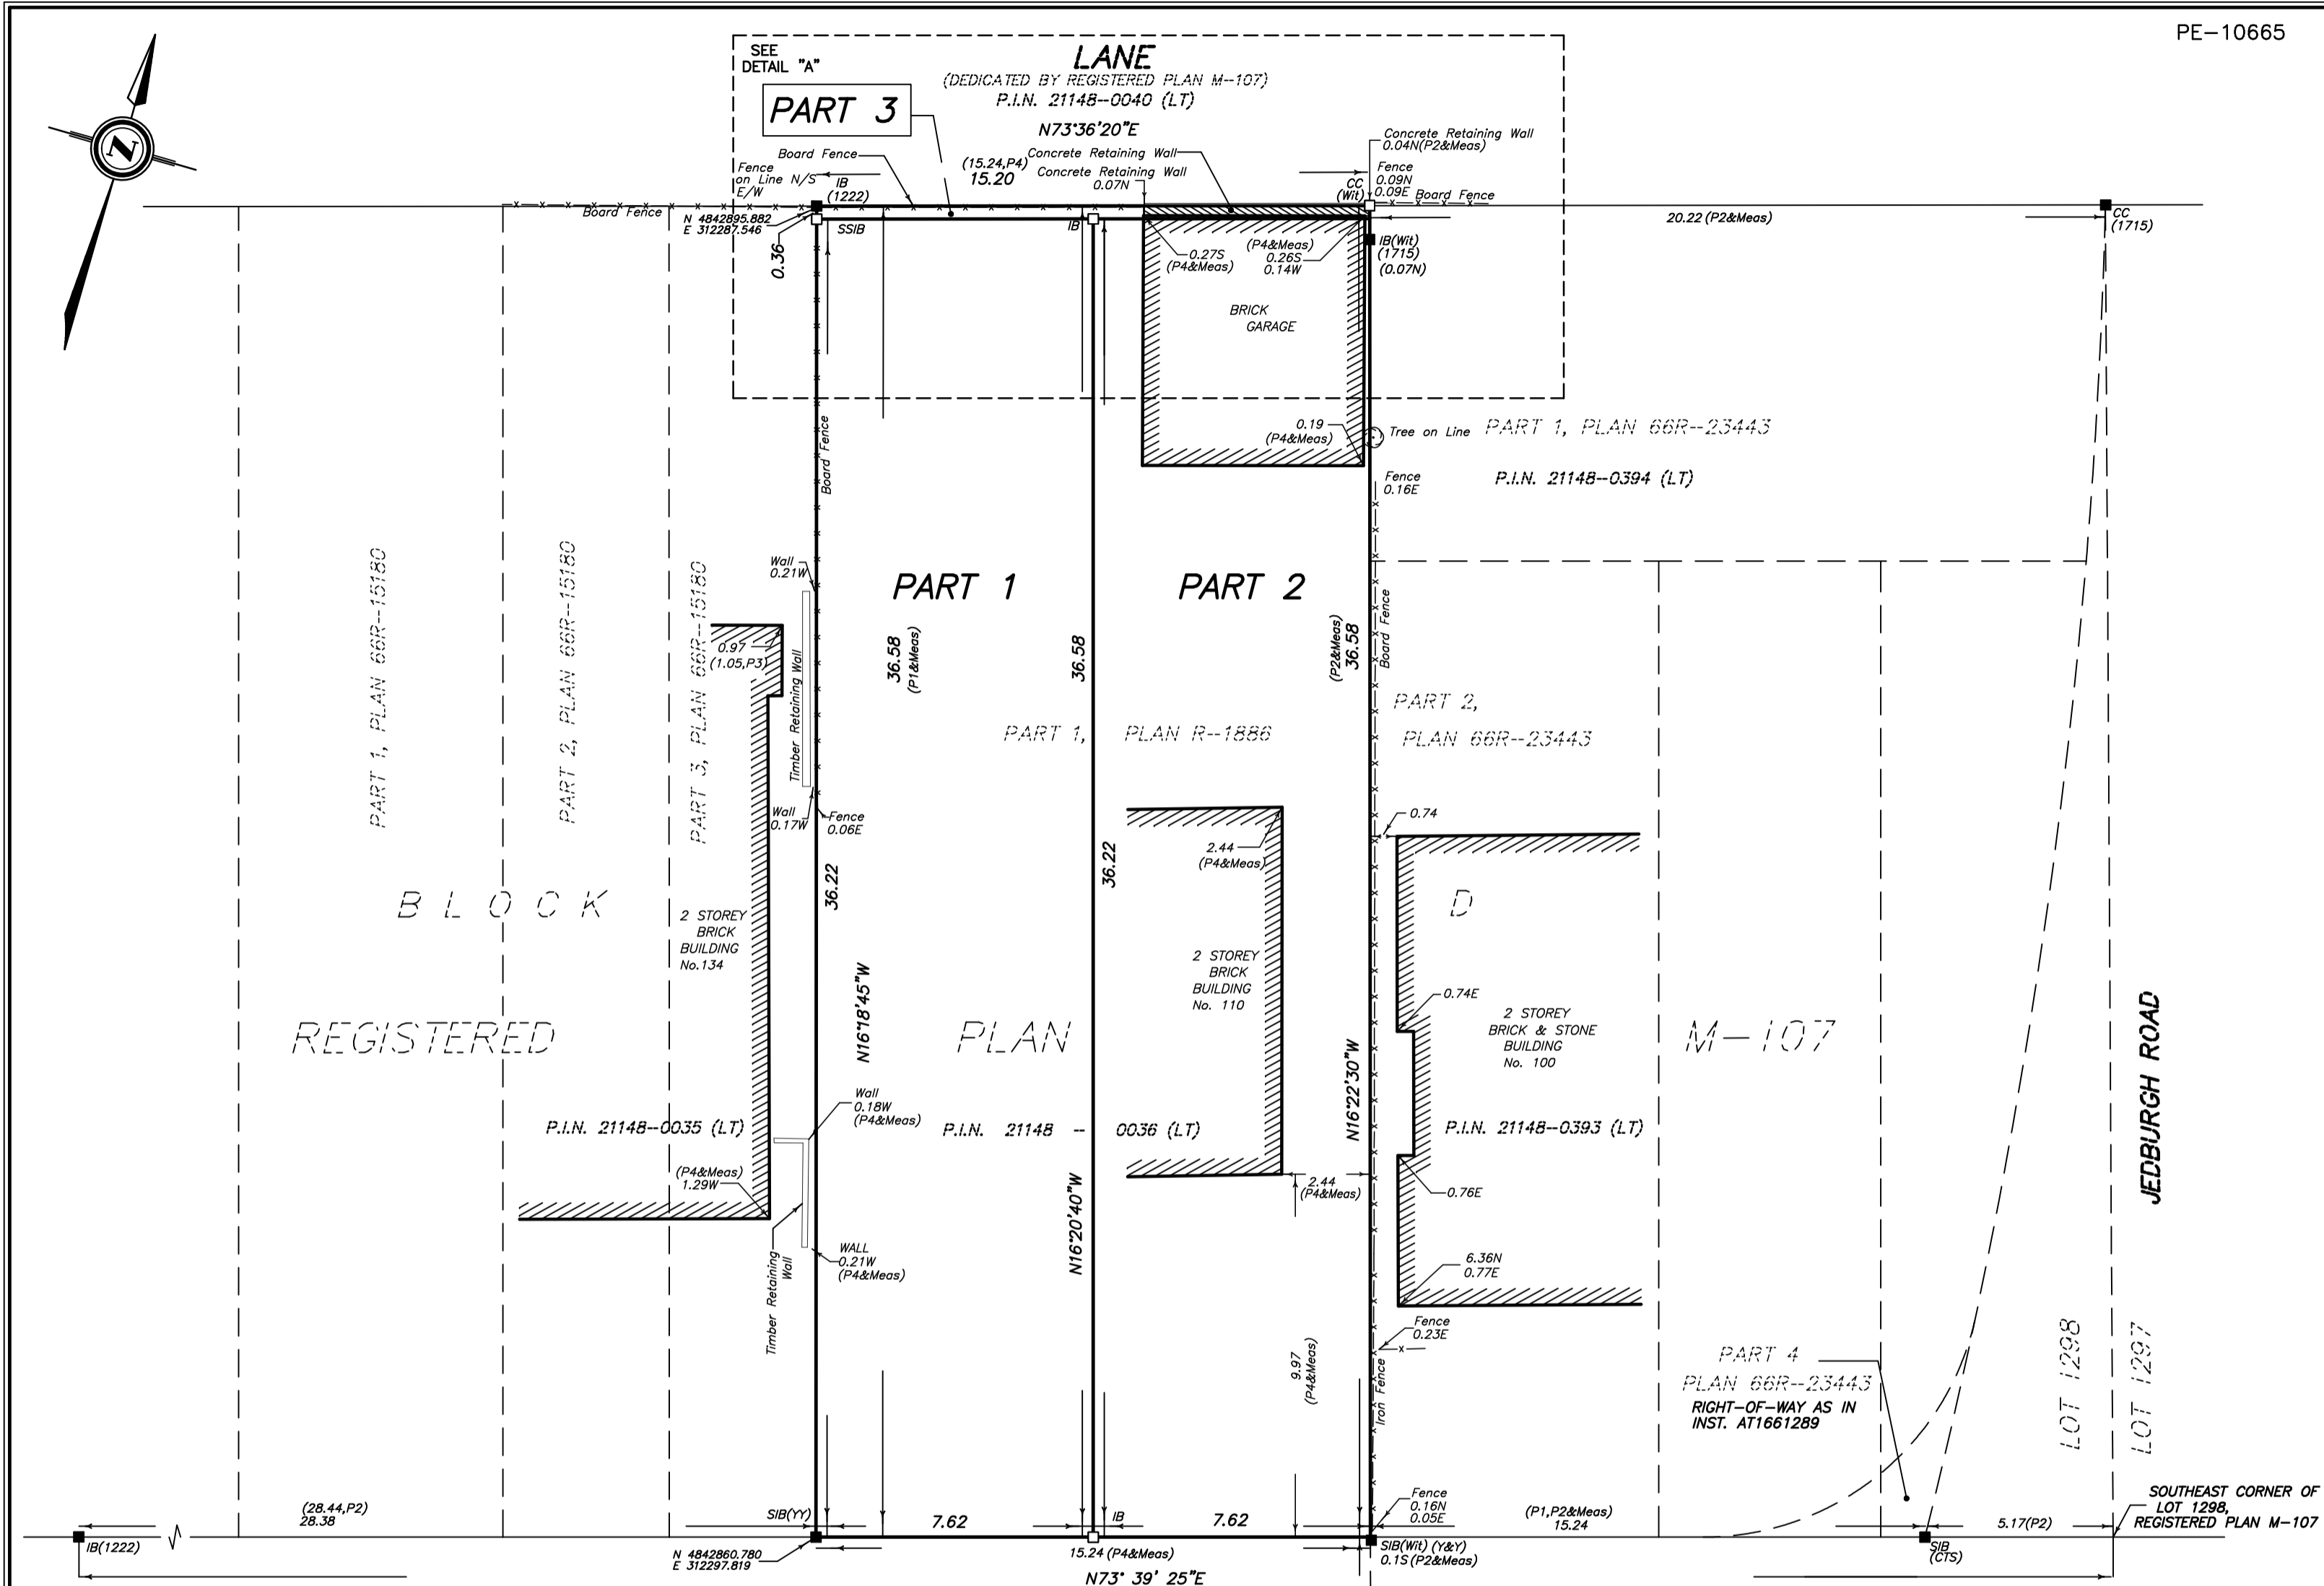 PE-10665
SEE
DETAIL "A"
LANE
(DEDICATED BY REGISTERED PLAN M--107)
P.I.N. 21148--0040 (LT)
PART 3
N73°36'20"E
N
Board Fence
(15.24,P4)
15.20
Concrete Retaining Wall
Concrete Retaining Wall
0.07N
Concrete Retaining Wall
0.04N(P2&Meas)
Fence
0.09N
0.09E
Board Fence
Fence
on Line N/S
E/W
IB
(1222)
CC
(Wit)
Board Fence
N 4842895.882
E 312287.546
SSIB
IB
20.22 (P2&Meas)
CC
(1715)
0.36
0.27S
(P4&Meas)
(P4&Meas)
0.26S
0.14W
IB(Wit)
(1715)
(0.07N)
BRICK
GARAGE
0.19
(P4&Meas)
Tree on Line
PART 1, PLAN 66R--23443
Board Fence
Fence
0.16E
P.I.N. 21148--0394 (LT)
PART 1, PLAN 66R--15180
PART 2, PLAN 66R--15180
PART 3, PLAN 66R--15180
Wall
0.21W
PART 1
PART 2
0.97
(1.05,P3)
Timber Retaining Wall
36.58
(P1&Meas)
36.58
(P2&Meas)
36.58
Board Fence
PART 1, PLAN R--1886
PART 2,
PLAN 66R--23443
Wall
0.17W
Fence
0.06E
0.74
2.44
(P4&Meas)
36.22
36.22
BLOCK
D
2 STOREY
BRICK
BUILDING
No.134
2 STOREY
BRICK
BUILDING
No. 110
0.74E
2 STOREY
BRICK & STONE
BUILDING
No. 100
N16°18'45"W
REGISTERED PLAN M-107
N16°22'30"W
JEDBURGH ROAD
Wall
0.18W
(P4&Meas)
P.I.N. 21148--0035 (LT)
P.I.N. 21148 -- 0036 (LT)
P.I.N. 21148--0393 (LT)
(P4&Meas)
1.29W
2.44
(P4&Meas)
0.76E
N16°20'40"W
WALL
0.21W
(P4&Meas)
Timber Retaining
Wall
6.36N
0.77E
Fence
0.23E
9.97
(P4&Meas)
Iron Fence
PART 4
PLAN 66R--23443
RIGHT-OF-WAY AS IN
INST. AT1661289
LOT 1298
LOT 1297
(28.44,P2)
28.38
IB(1222)
SIB(YY)
7.62
IB
7.62
Fence
0.16N
0.05E
(P1,P2&Meas)
15.24
5.17(P2)
SOUTHEAST CORNER OF
LOT 1298,
REGISTERED PLAN M-107
N 4842860.780
E 312297.819
15.24 (P4&Meas)
SIB(Wit) (Y&Y)
0.1S (P2&Meas)
SIB
(CTS)
N73° 39' 25"E